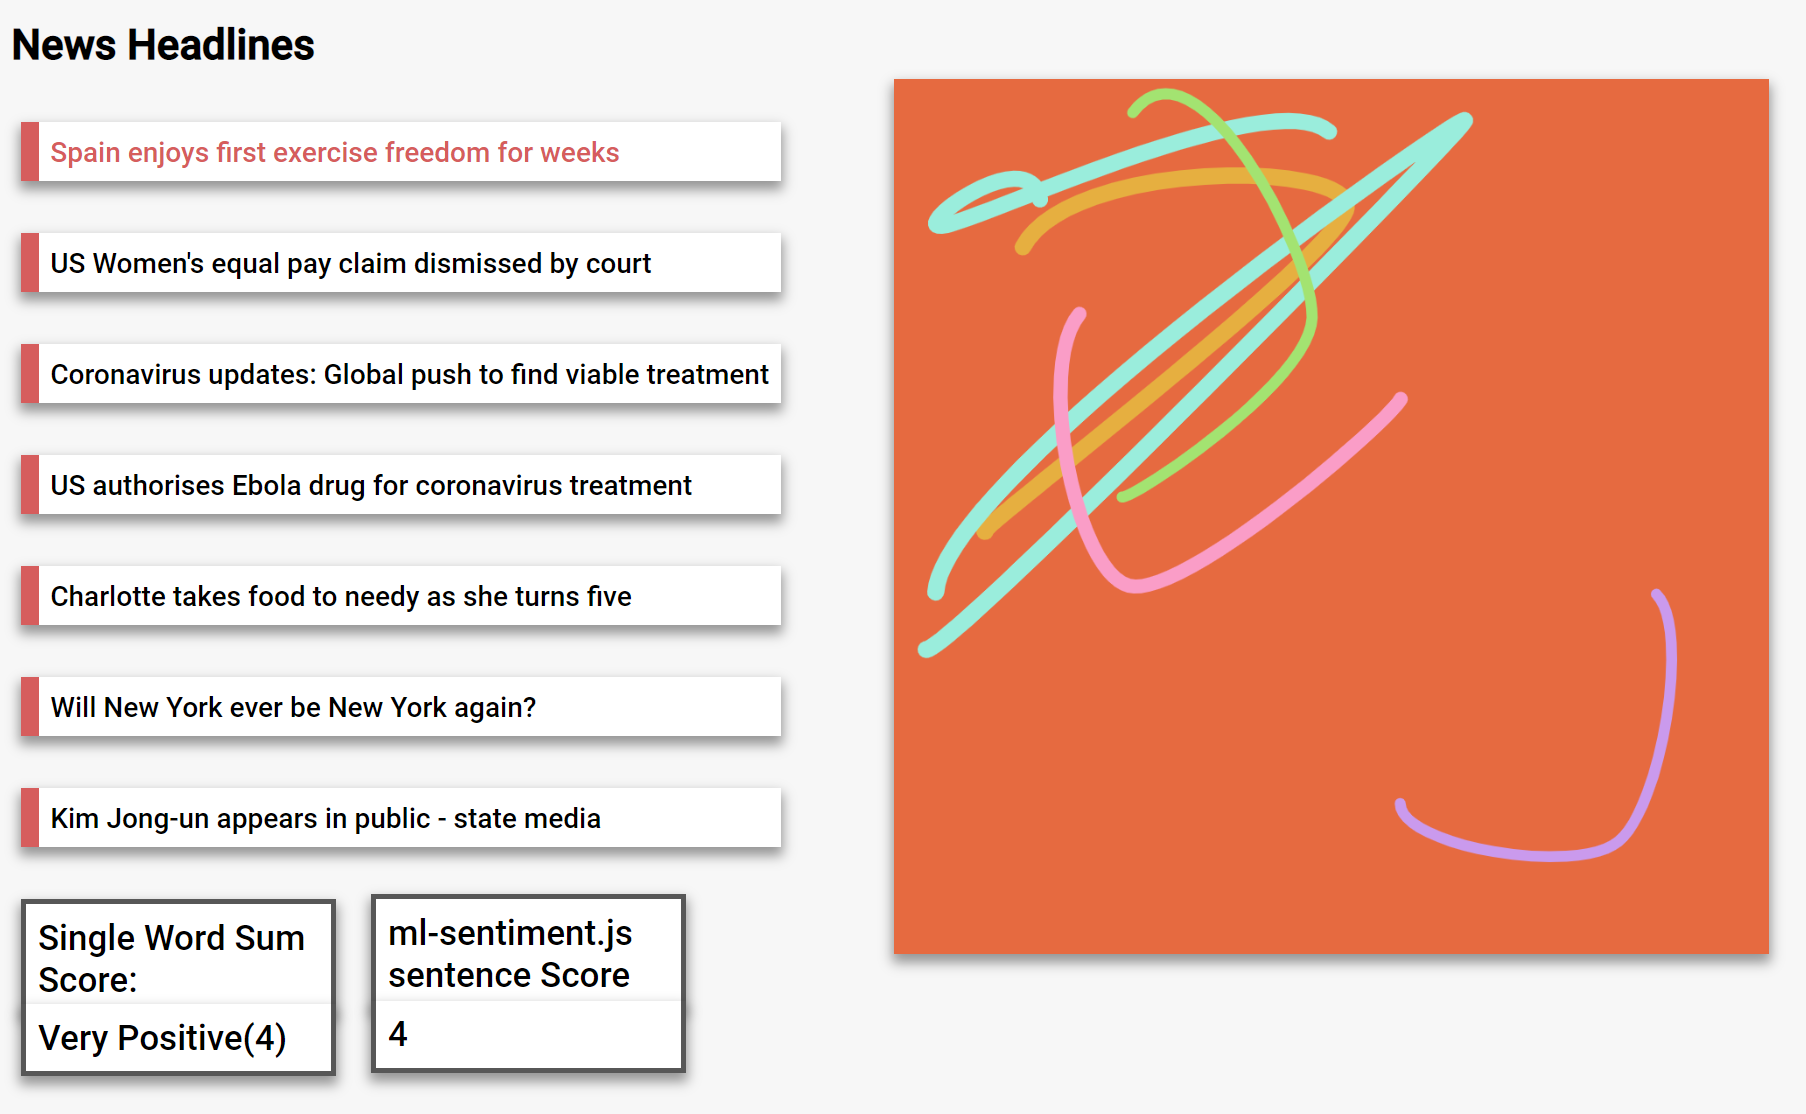 News Headlines
Spain enjoys first exercise freedom for weeks
US Women's equal pay claim dismissed by court
Coronavirus updates: Global push to find viable treatment
US authorises Ebola drug for coronavirus treatment
Charlotte takes food to needy as she turns five
Will New York ever be New York again?
Kim Jong-un appears in public - state media
Single Word Sum
Score:
Very Positive(4)
ml-sentiment.js
sentence Score
4